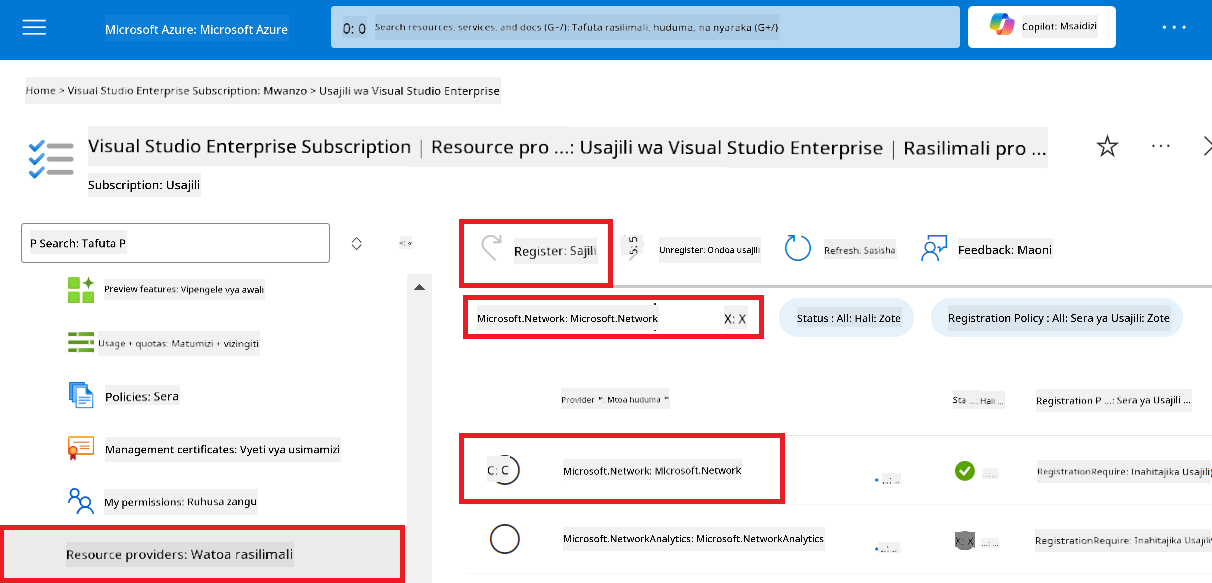 Microsoft Azure: Microsoft Azure
0: 0 Search resources, services, and docs (G+/): Tafuta rasilimali, huduma, na nyaraka (G+/)
Copilot: Msaidizi
Home > Visual Studio Enterprise Subscription: Mwanzo > Usajili wa Visual Studio Enterprise
Visual Studio Enterprise Subscription | Resource pro ...: Usajili wa Visual Studio Enterprise | Rasilimali pro ...
Subscription: Usajili
P Search: Tafuta P
Register: Sajili
5: 5
Unregister: Ondoa usajili
Refresh: Sasisha
Feedback: Maoni
Preview features: Vipengele vya awali
Microsoft.Network: Microsoft.Network
X: X
Status : All: Hali: Zote
Registration Policy : All: Sera ya Usajili: Zote
Usage + quotas: Matumizi + vizingiti
Policies: Sera
Provider ↑: Mtoa huduma ↑
Sta ...: Hali ...
Registration P ...: Sera ya Usajili ...
Management certificates: Vyeti vya usimamizi
C: C
Microsoft.Network: Microsoft.Network
RegistrationRequire: Inahitajika Usajili
My permissions: Ruhusa zangu
Resource providers: Watoa rasilimali
Microsoft.NetworkAnalytics: Microsoft.NetworkAnalytics
X: X
RegistrationRequire: Inahitajika Usajili